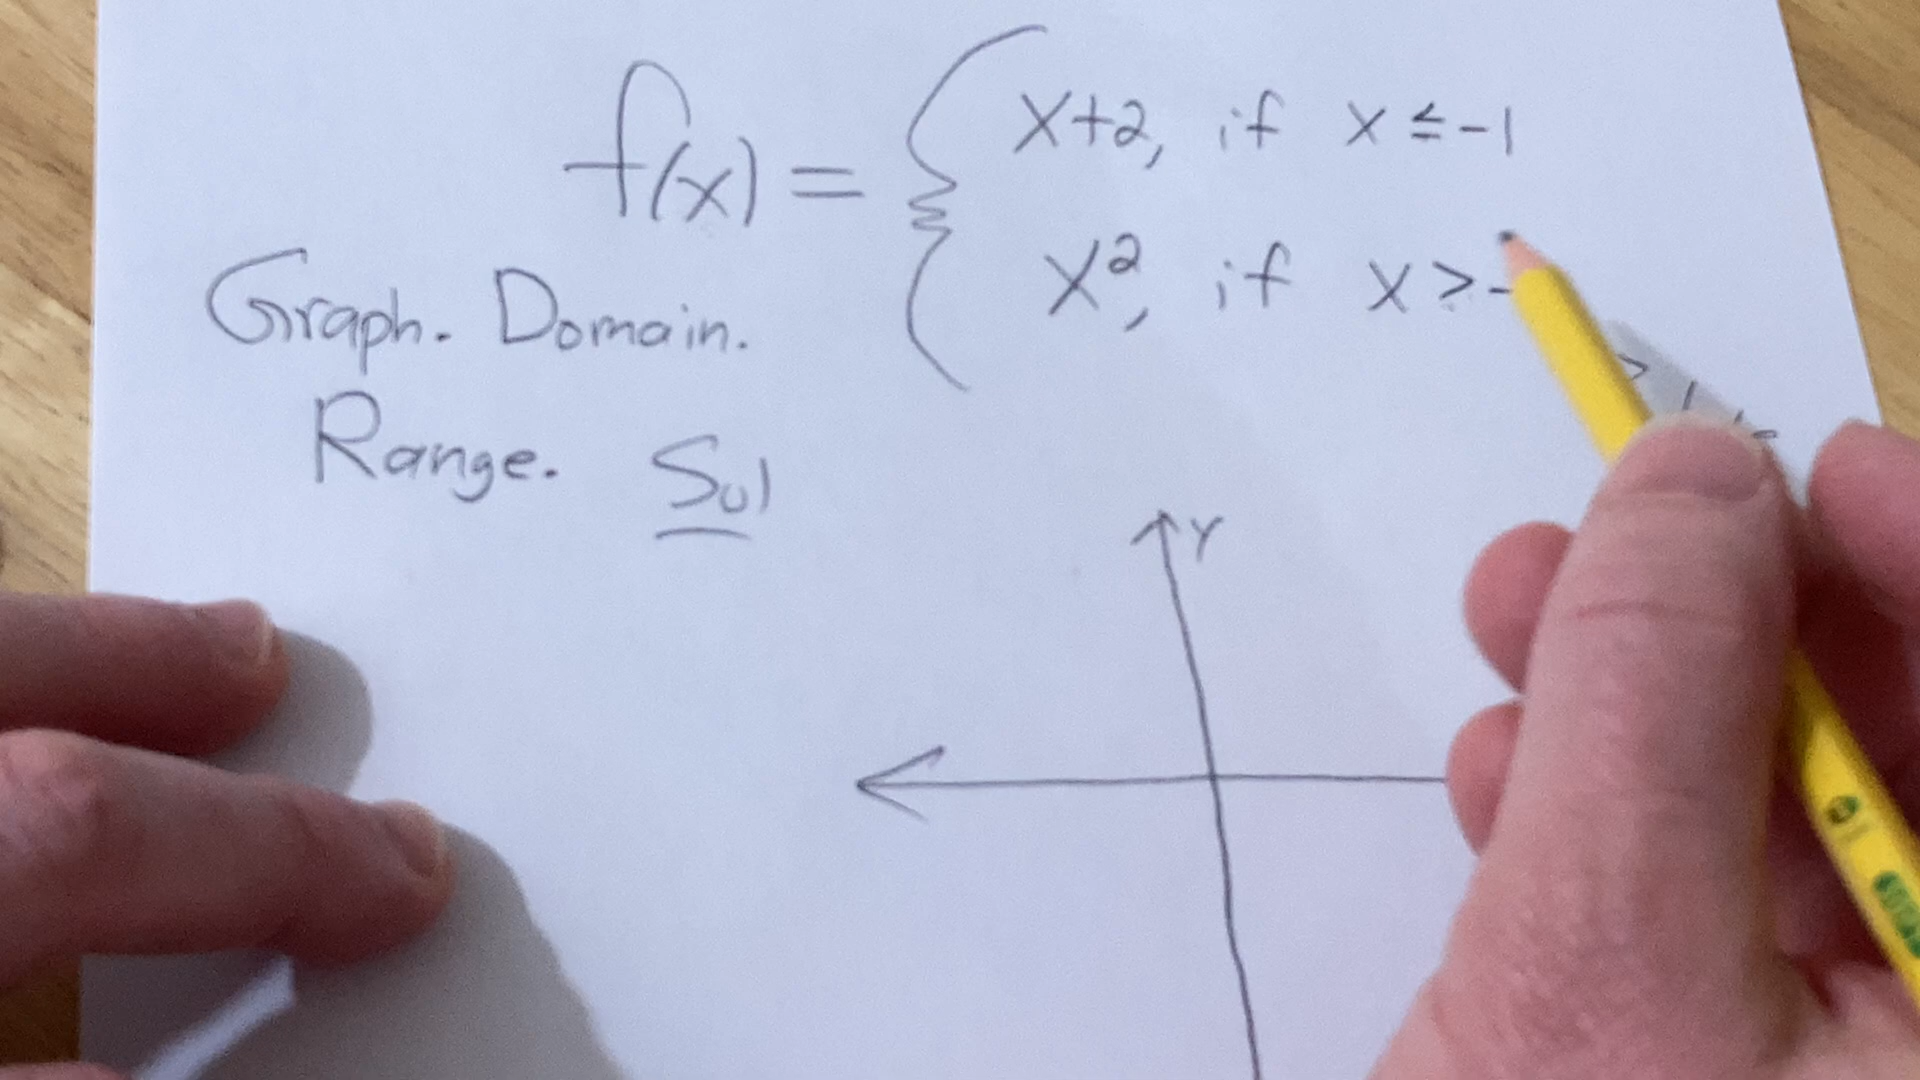 f(x) = { x+2, if x ≤ -1
x², if x > -
Graph. Domain.
Range. Sol
Y